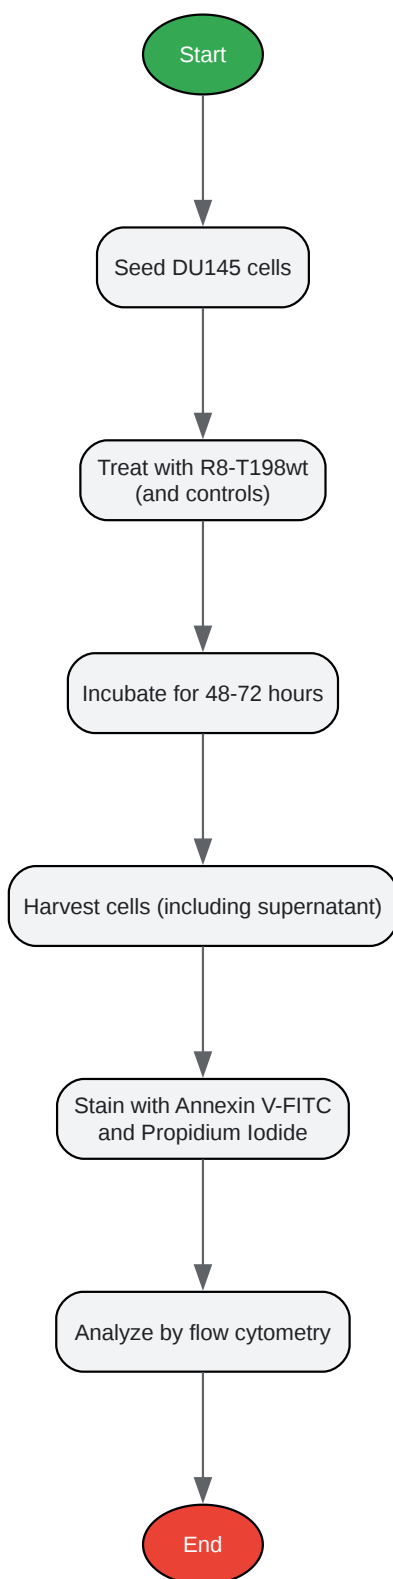 Start
Seed DU145 cells
Treat with R8-T198wt
(and controls)
Incubate for 48-72 hours
Harvest cells (including supernatant)
Stain with Annexin V-FITC
and Propidium Iodide
Analyze by flow cytometry
End